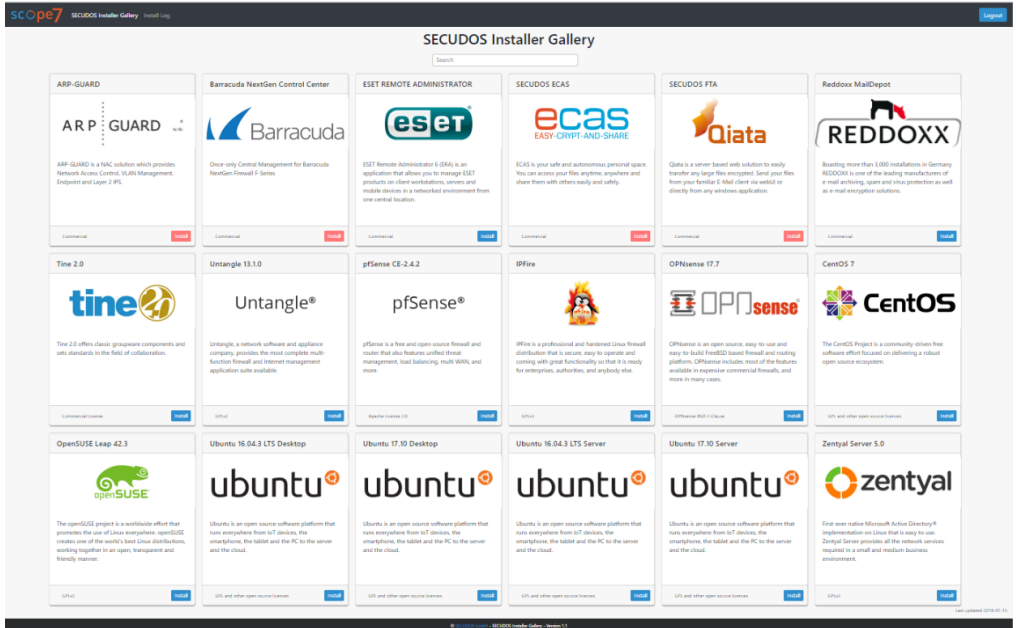 scope7 SECUDOS Installer Gallery Install Log Logout
SECUDOS Installer Gallery
Search
ARP-GUARD
ARP GUARD
ARP-GUARD is a NAC solution which provides
Network Access Control, VLAN Management,
Endpoint and Layer 2 IPS.
Commercial Install
Barracuda NextGen Control Center
Barracuda
Once-only Central Management for Barracuda
NextGen Firewall F-Series
Commercial Install
ESET REMOTE ADMINISTRATOR
eset
ESET Remote Administrator 6 (ERA) is an
application that allows you to manage ESET
products on client workstations, servers and
mobile devices in a networked environment from
one central location.
Commercial Install
SECUDOS ECAS
ecas
EASY-CRYPT-AND-SHARE
ECAS is your safe and autonomous personal space.
You can access your files anytime, anywhere and
share them with others easily and safely.
Commercial Install
SECUDOS FTA
Qiata
Qiata is a server-based web solution to easily
transfer any large files encrypted. Send your files
from your familiar E-Mail client via webUI or
directly from any windows application.
Commercial Install
Reddoxx MailDepot
REDDOXX
Boasting more than 3,000 installations in Germany
REDDOXX is one of the leading manufacturers of
e-mail archiving, spam and virus protection as well
as e-mail encryption solutions.
Commercial Install
Tine 2.0
tine 2.0
Tine 2.0 offers classic groupware components and
sets standards in the field of collaboration.
Commercial License Install
Untangle 13.1.0
Untangle®
Untangle, a network software and appliance
company, provides the most complete multi-
function firewall and Internet management
application suite available.
GPLv2 Install
pfSense CE-2.4.2
pfSense®
pfSense is a free and open source firewall and
router that also features unified threat
management, load balancing, multi WAN, and
more.
Apache License 2.0 Install
IPFire
IPFire is a professional and hardened Linux firewall
distribution that is secure, easy to operate and
coming with great functionality so that it is ready
for enterprises, authorities, and anybody else.
GPLv3 Install
OPNsense 17.7
OPNsense
OPNsense is an open source, easy-to-use and
easy-to-build FreeBSD based firewall and routing
platform. OPNsense includes most of the features
available in expensive commercial firewalls, and
more in many cases.
OPNsense BSD 2-Clause Install
CentOS 7
CentOS
The CentOS Project is a community-driven free
software effort focused on delivering a robust
open source ecosystem.
GPL and other open source licenses Install
OpenSUSE Leap 42.3
openSUSE
The openSUSE project is a worldwide effort that
promotes the use of Linux everywhere. openSUSE
creates one of the world's best Linux distributions,
working together in an open, transparent and
friendly manner.
GPLv2 Install
Ubuntu 16.04.3 LTS Desktop
ubuntu®
Ubuntu is an open source software platform that
runs everywhere from IoT devices, the
smartphone, the tablet and the PC to the server
and the cloud.
GPL and other open source licenses Install
Ubuntu 17.10 Desktop
ubuntu®
Ubuntu is an open source software platform that
runs everywhere from IoT devices, the
smartphone, the tablet and the PC to the server
and the cloud.
GPL and other open source licenses Install
Ubuntu 16.04.3 LTS Server
ubuntu®
Ubuntu is an open source software platform that
runs everywhere from IoT devices, the
smartphone, the tablet and the PC to the server
and the cloud.
GPL and other open source licenses Install
Ubuntu 17.10 Server
ubuntu®
Ubuntu is an open source software platform that
runs everywhere from IoT devices, the
smartphone, the tablet and the PC to the server
and the cloud.
GPL and other open source licenses Install
Zentyal Server 5.0
zentyal
First-ever native Microsoft Active Directory®
implementation on Linux that is easy to use.
Zentyal Server provides all the network services
required in a small and medium business
environment.
GPLv2 Install
Last updated 2018-01-15
© SECUDOS GmbH - SECUDOS Installer Gallery - Version 1.1